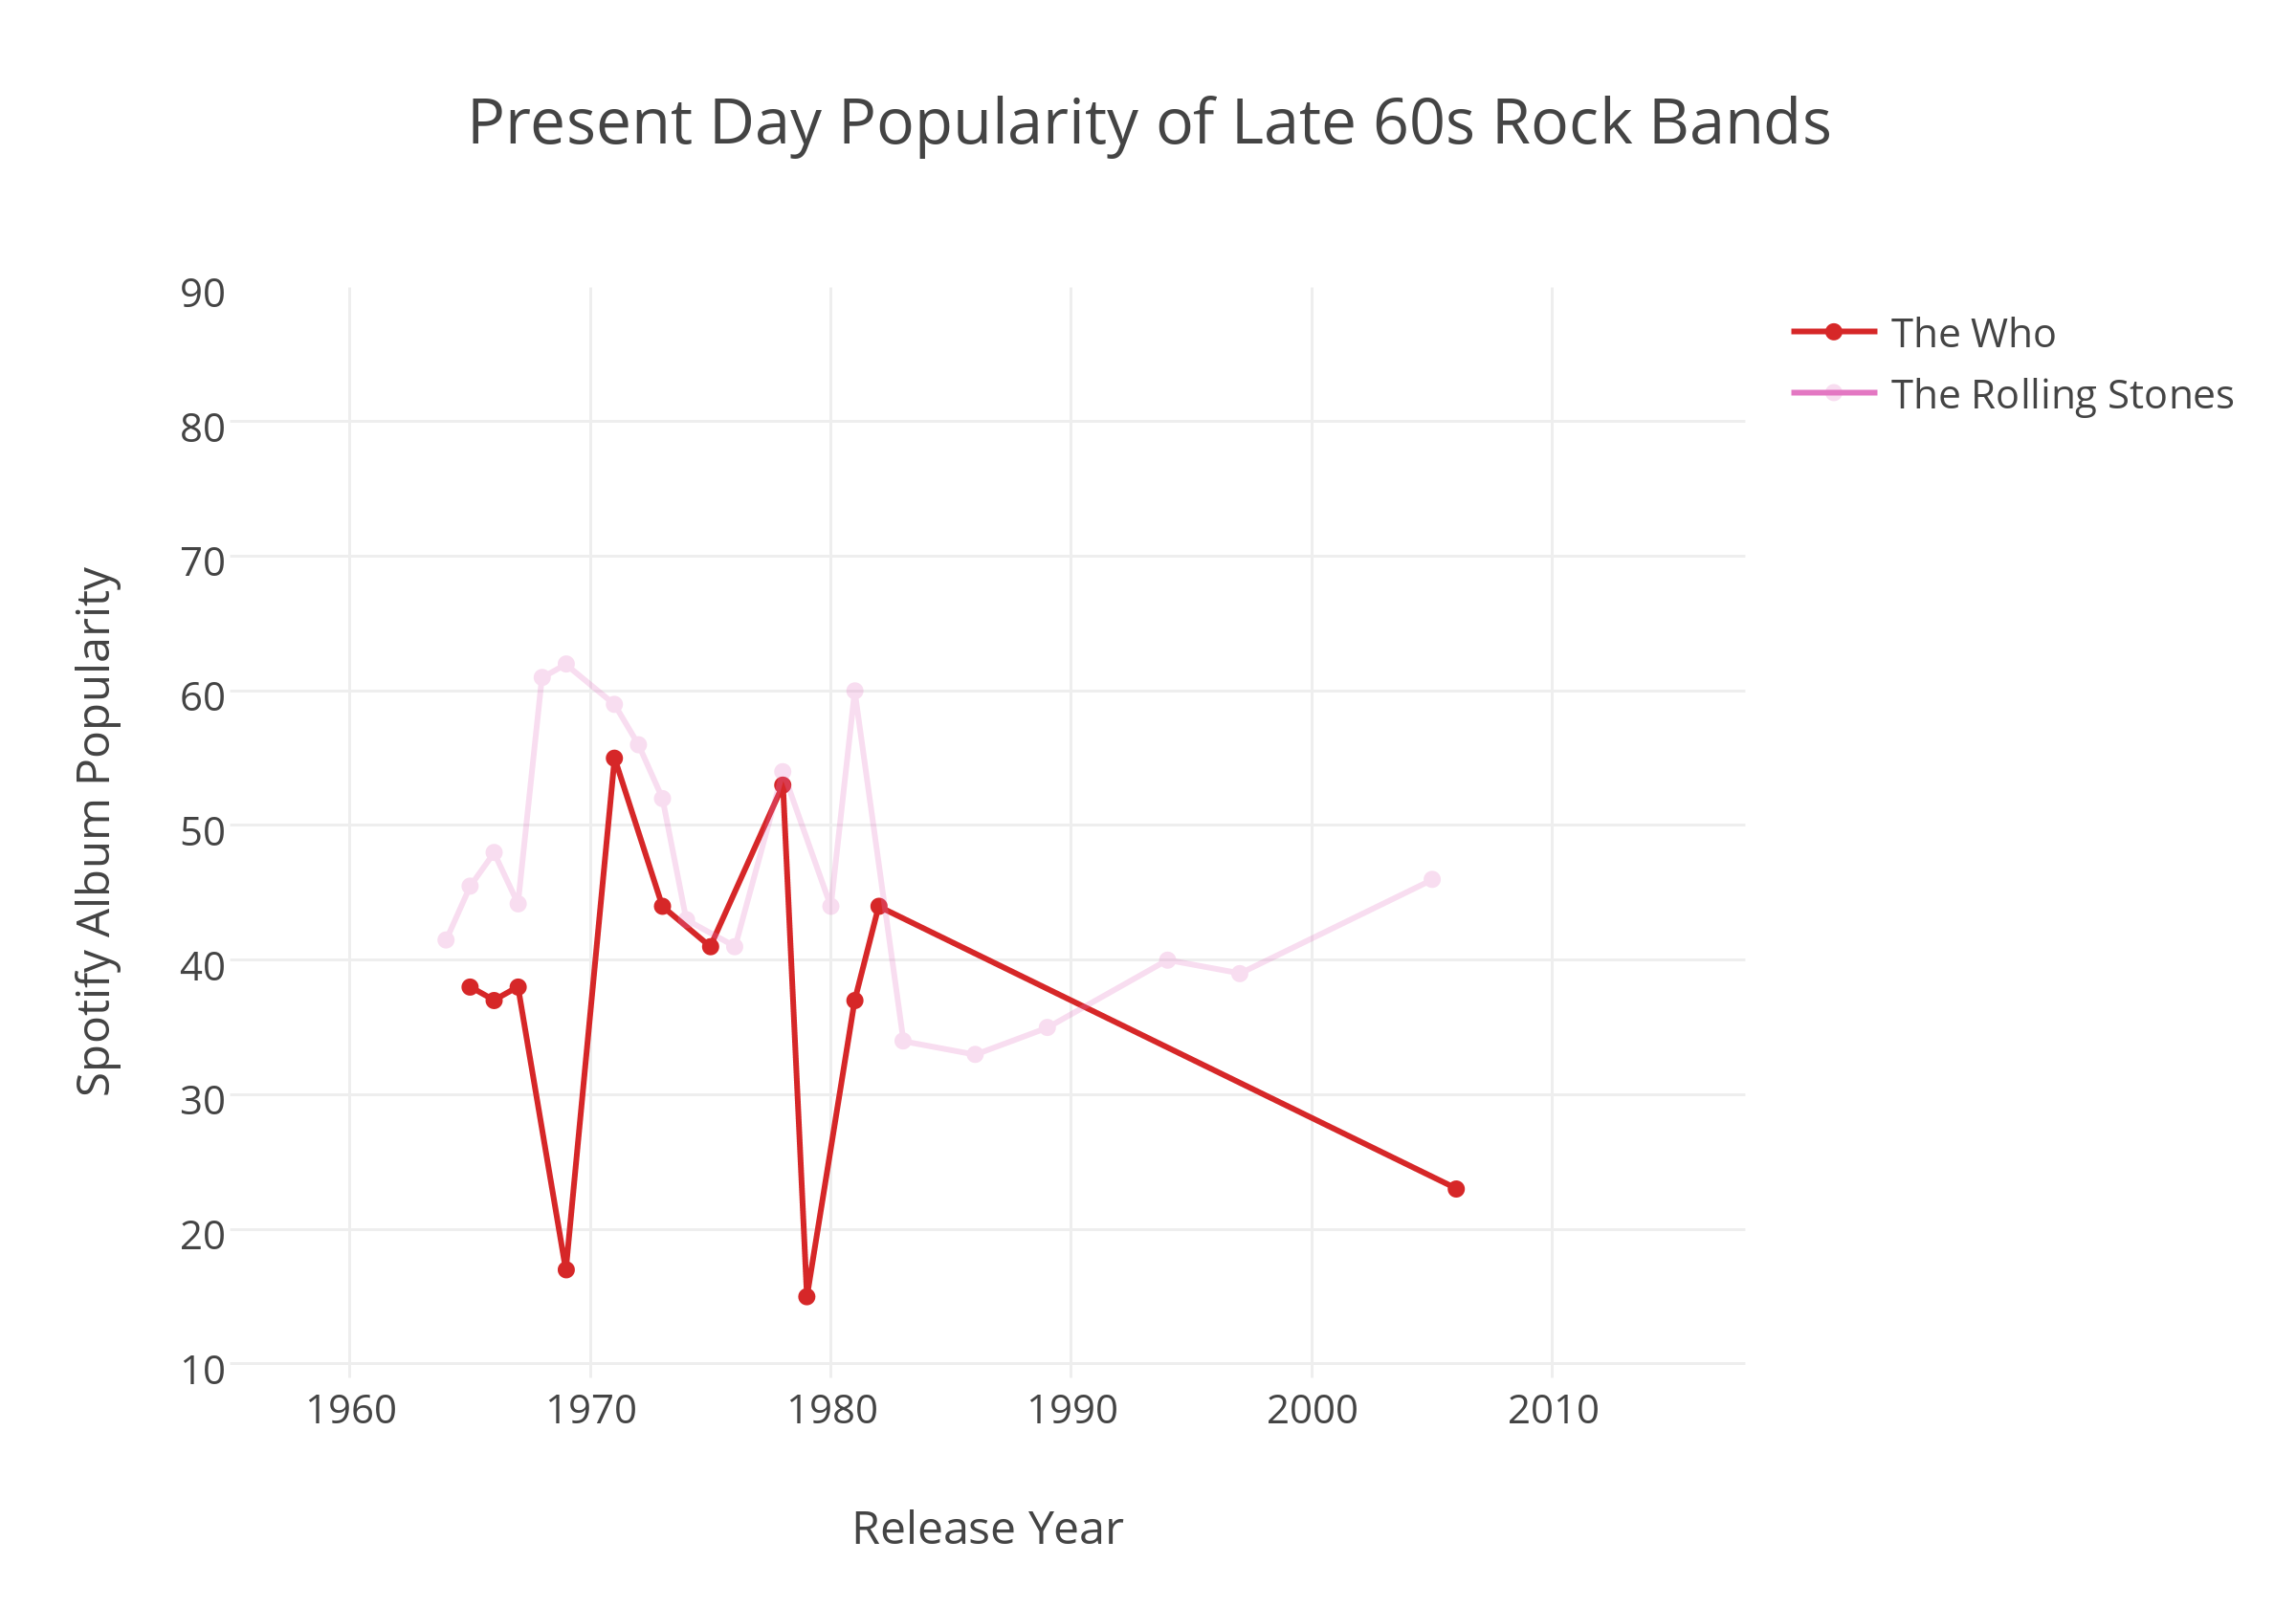 Present Day Popularity of Late 60s Rock Bands
90
80
70
60
50
40
30
20
10
Spotify Album Popularity
The Who
The Rolling Stones
1960 1970 1980 1990 2000 2010
Release Year